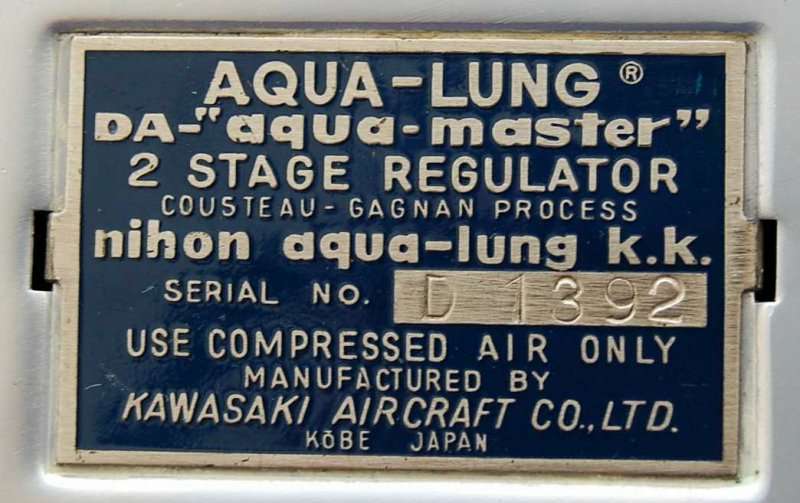 AQUA-LUNG ®
DA-"aqua-master"
2 STAGE REGULATOR
COUSTEAU-GAGNAN PROCESS
nihon aqua-lung k.k.
SERIAL NO. D 1392
USE COMPRESSED AIR ONLY
MANUFACTURED BY
KAWASAKI AIRCRAFT CO., LTD.
KŌBE JAPAN